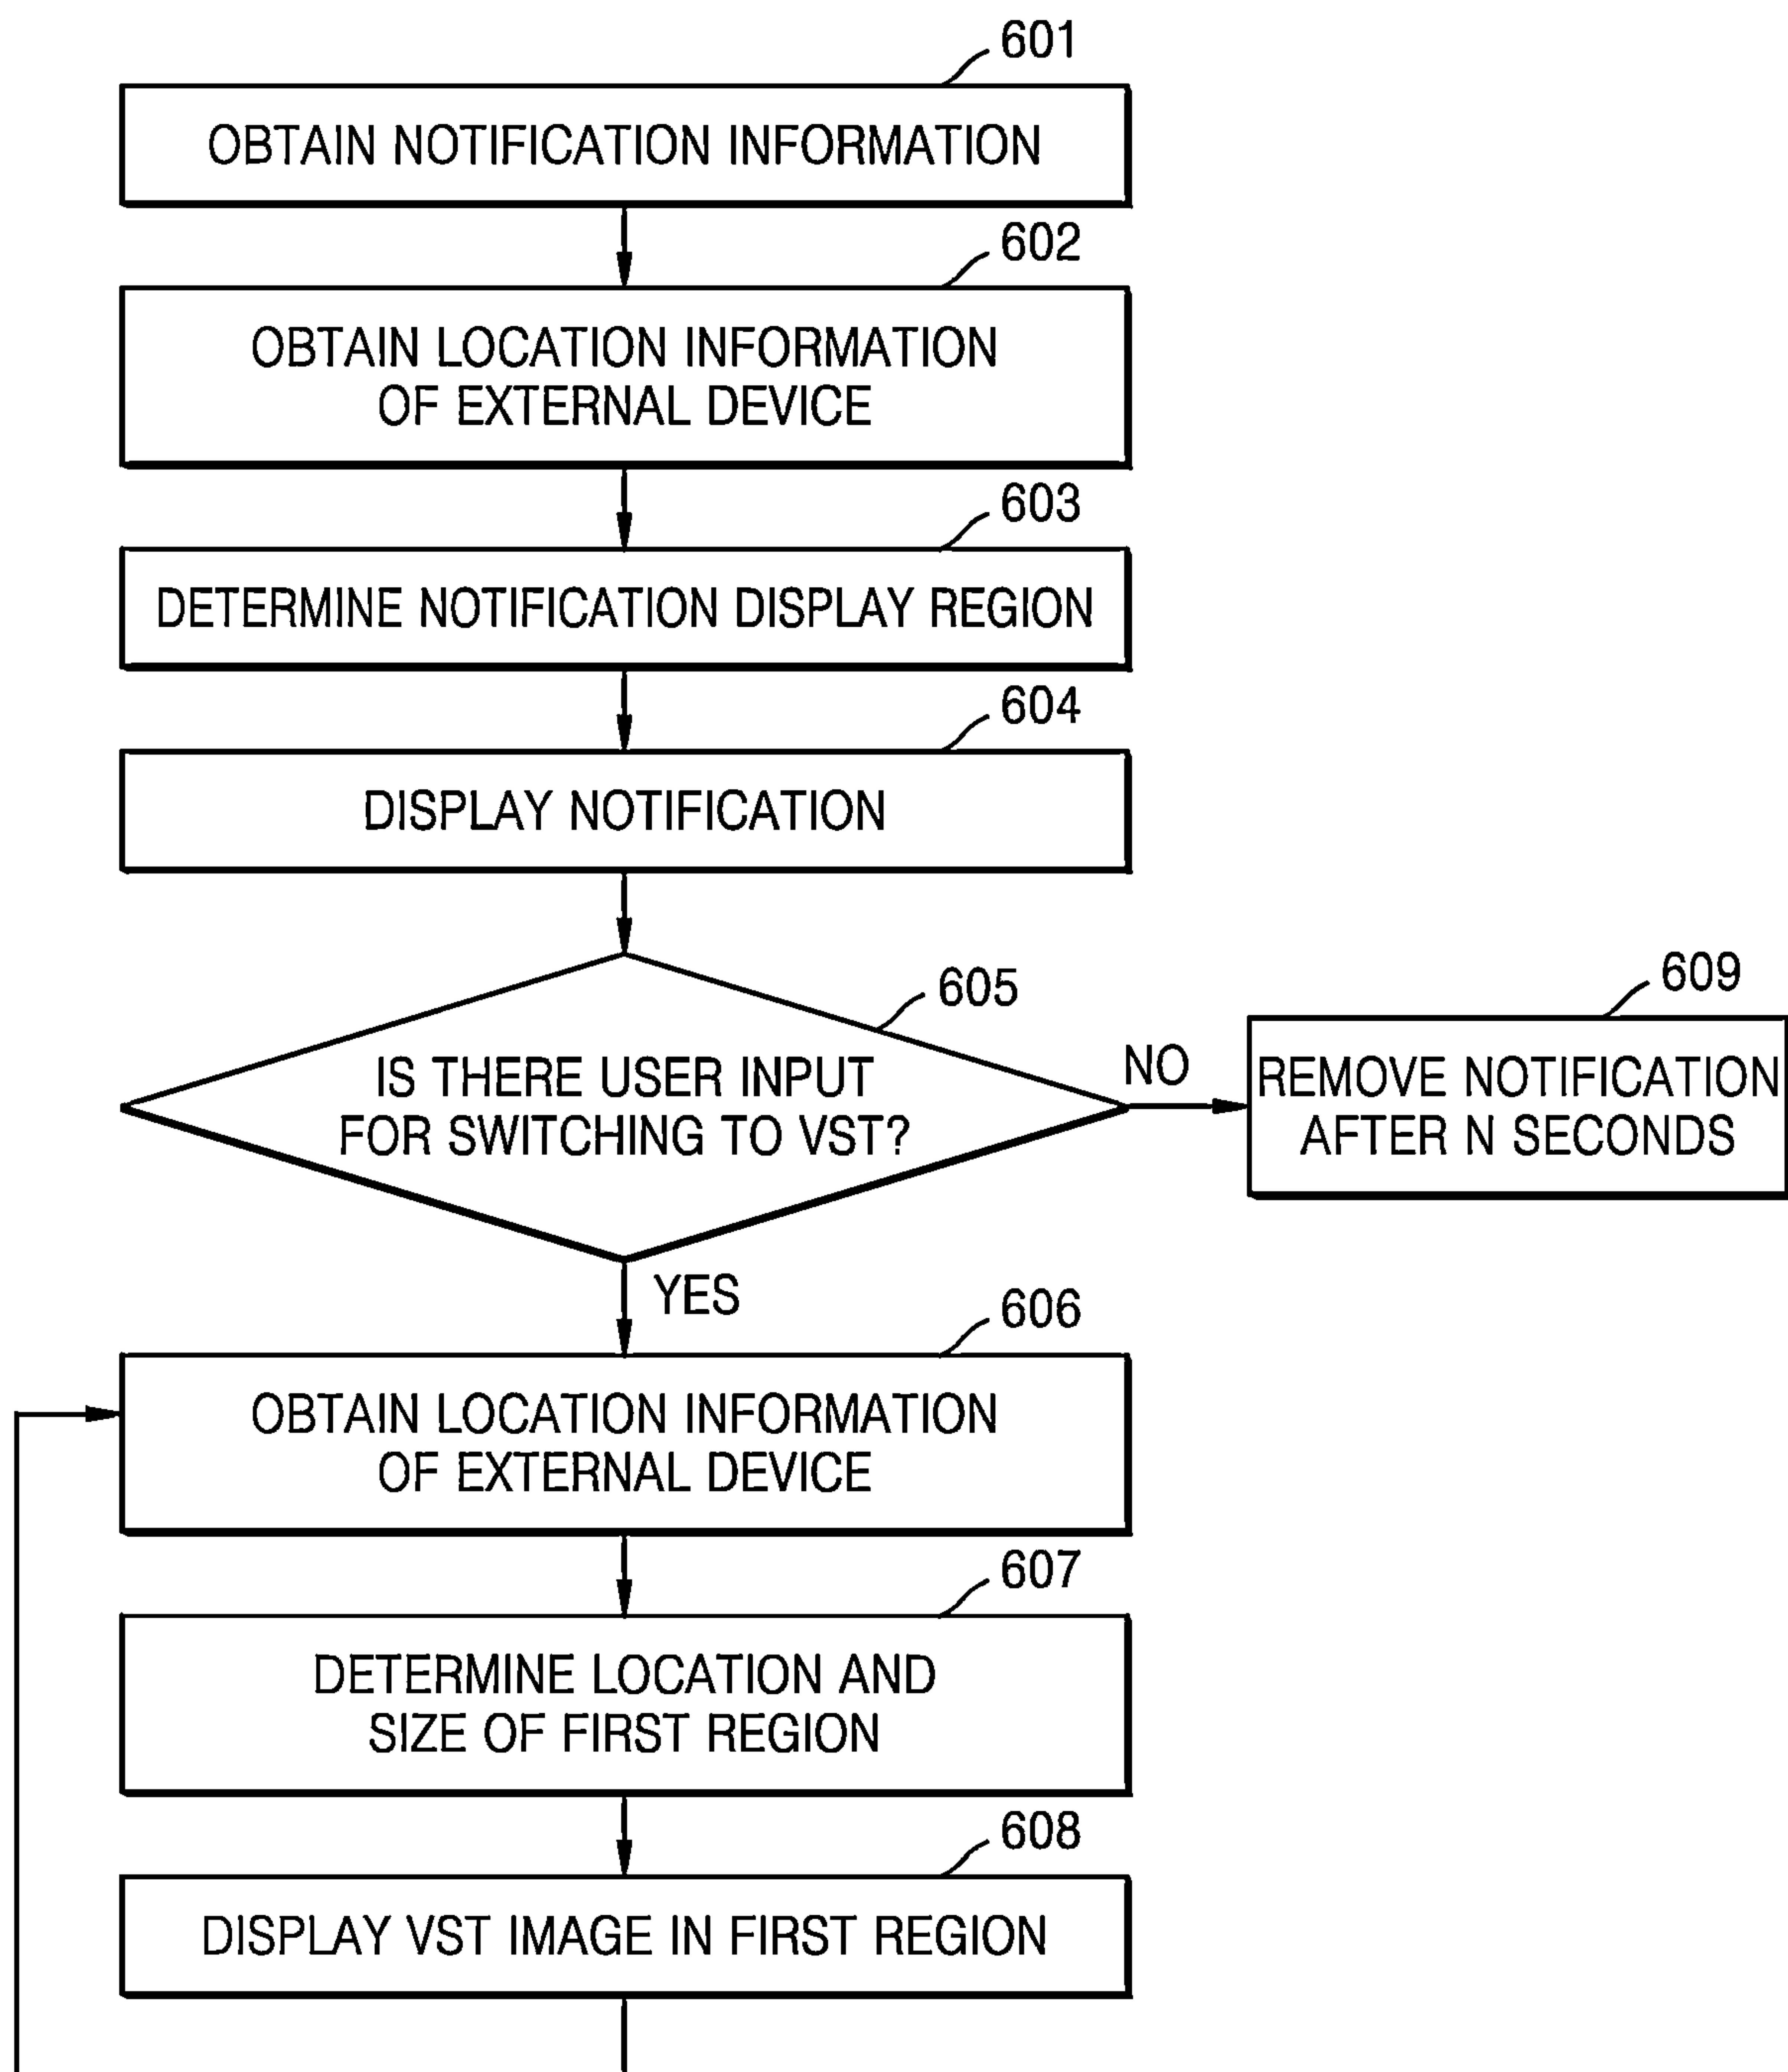 601
OBTAIN NOTIFICATION INFORMATION
602
OBTAIN LOCATION INFORMATION
OF EXTERNAL DEVICE
603
DETERMINE NOTIFICATION DISPLAY REGION
604
DISPLAY NOTIFICATION
605
IS THERE USER INPUT
FOR SWITCHING TO VST?
NO
609
REMOVE NOTIFICATION
AFTER N SECONDS
YES
606
OBTAIN LOCATION INFORMATION
OF EXTERNAL DEVICE
607
DETERMINE LOCATION AND
SIZE OF FIRST REGION
608
DISPLAY VST IMAGE IN FIRST REGION